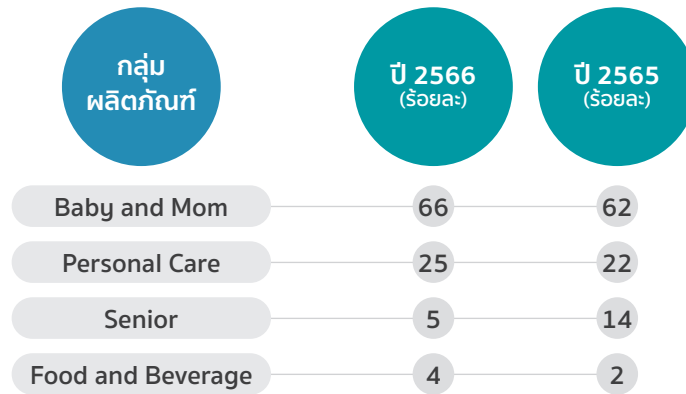 กลุ่ม
ผลิตภัณฑ์
ปี 2566
(ร้อยละ)
ปี 2565
(ร้อยละ)
Baby and Mom 66 62
Personal Care 25 22
Senior 5 14
Food and Beverage 4 2